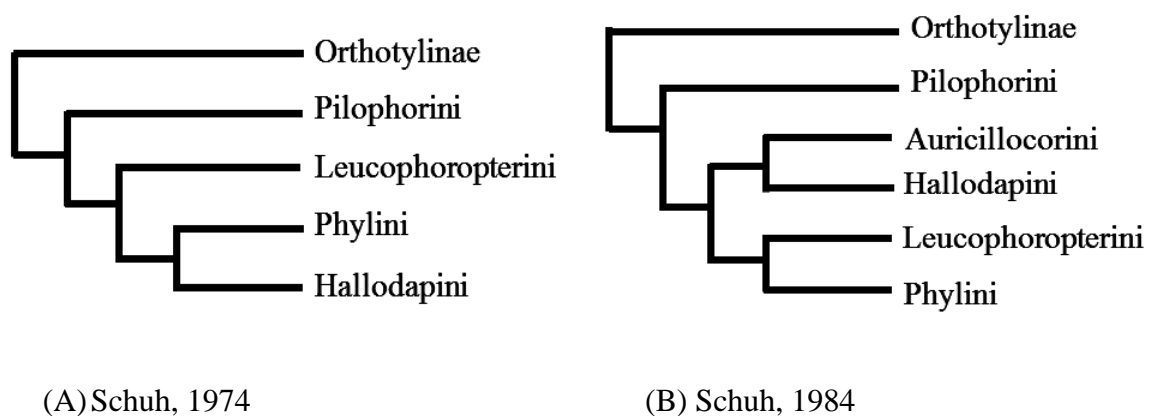 Orthotylinae
Pilophorini
Leucophoropterini
Phylini
Hallodapini
(A) Schuh, 1974
Orthotylinae
Pilophorini
Auricillocorini
Hallodapini
Leucophoropterini
Phylini
(B) Schuh, 1984